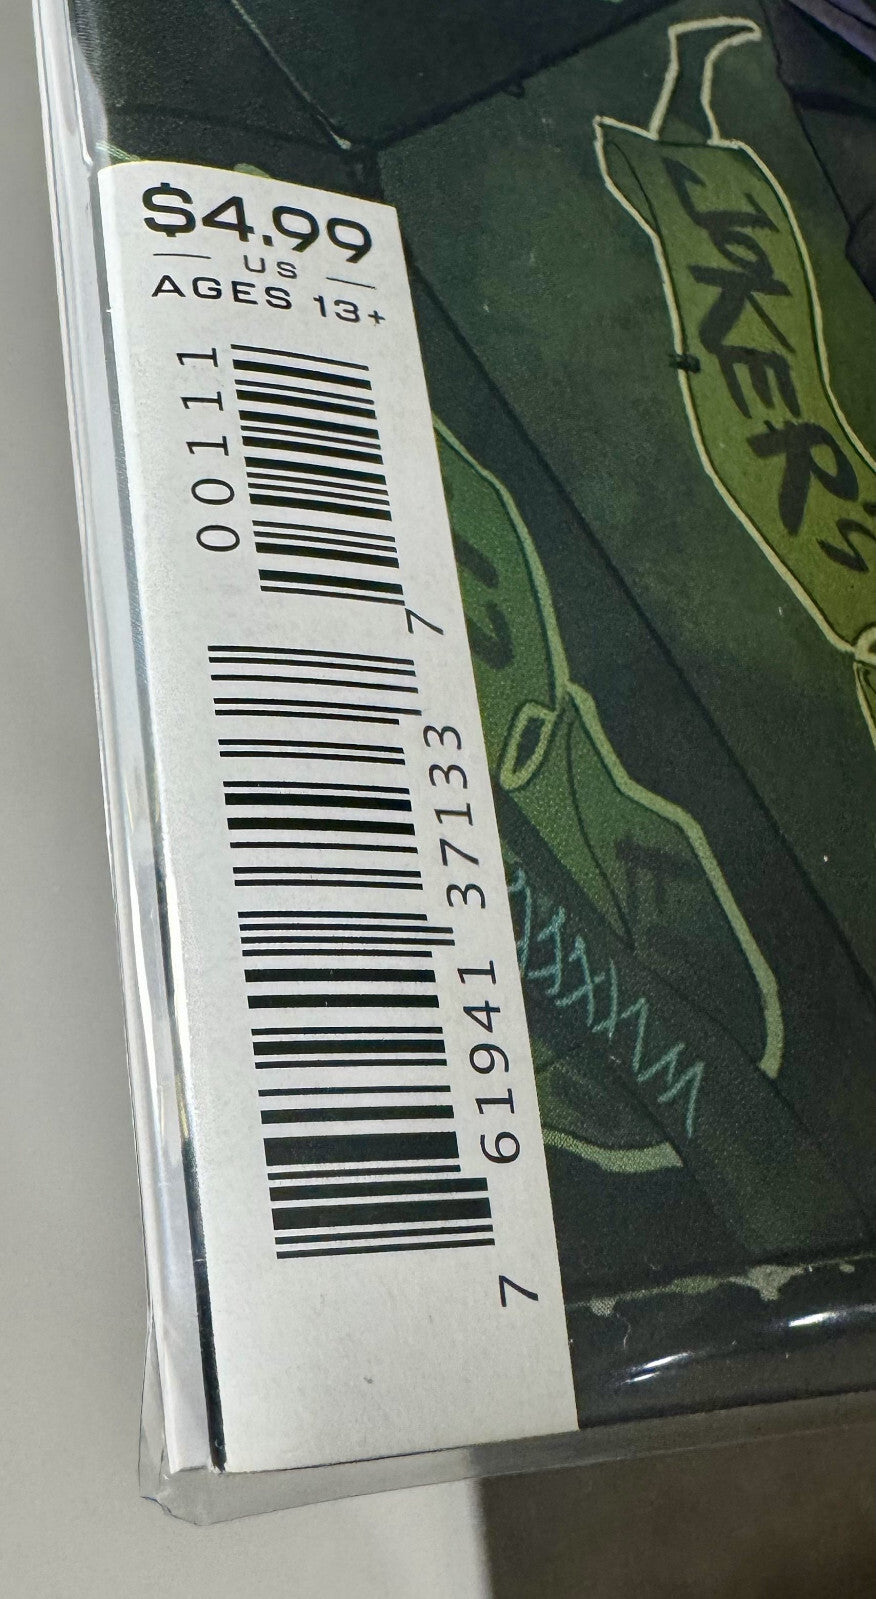 $4.99
US
AGES 13+
00111
7 61941 37133 7
JOKER'S